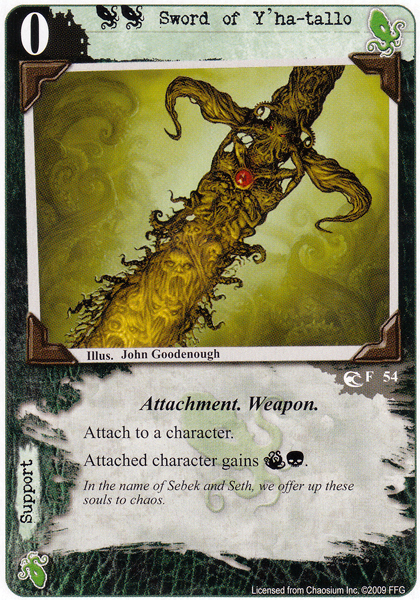 0
Sword of Y'ha-tallo
Illus. John Goodenough
F 54
Attachment. Weapon.
Attach to a character.
Attached character gains .
In the name of Sebek and Seth, we offer up these
souls to chaos.
Support
Licensed from Chaosium Inc. ©2009 FFG